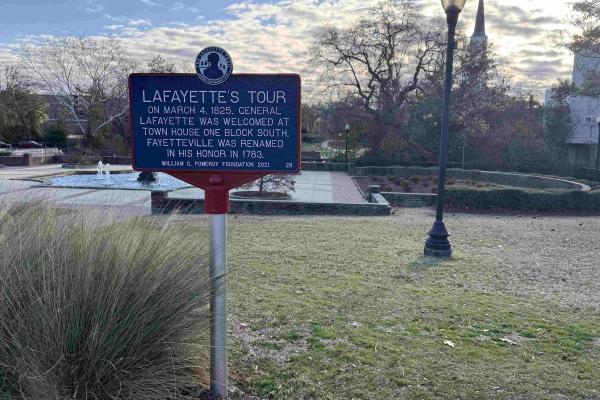 LAFAYETTE'S TOUR
ON MARCH 4, 1825, GENERAL
LAFAYETTE WAS WELCOMED AT
TOWN HOUSE ONE BLOCK SOUTH.
FAYETTEVILLE WAS RENAMED
IN HIS HONOR IN 1783.
WILLIAM G. POMEROY FOUNDATION 2021 28